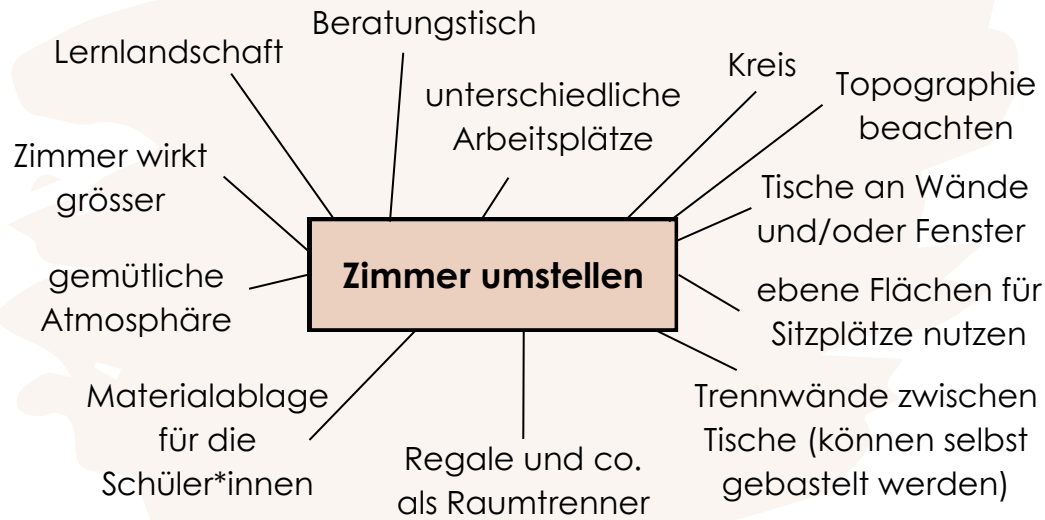 Beratungstisch
Lernlandschaft
Kreis
unterschiedliche
Arbeitsplätze
Topographie
beachten
Zimmer wirkt
grösser
Tische an Wände
und/oder Fenster
Zimmer umstellen
gemütliche
Atmosphäre
ebene Flächen für
Sitzplätze nutzen
Materialablage
für die
Schüler*innen
Regale und co.
als Raumtrenner
Trennwände zwischen
Tische (können selbst
gebastelt werden)